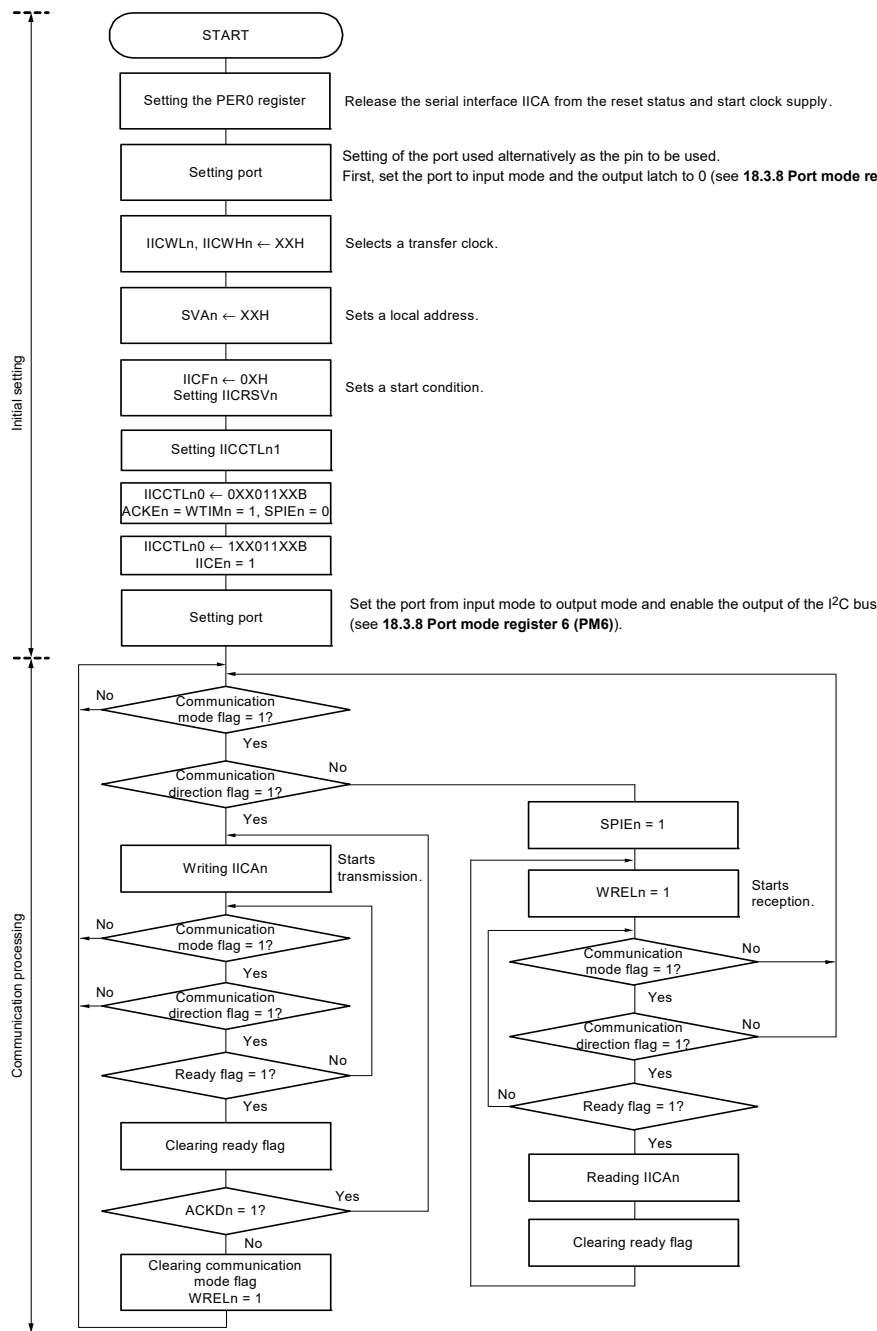 START
Setting the PER0 register
Release the serial interface IICA from the reset status and start clock supply.
Setting port
Setting of the port used alternatively as the pin to be used.
First, set the port to input mode and the output latch to 0 (see 18.3.8 Port mode re
IICWLn, IICWHn ← XXH
Selects a transfer clock.
SVAn ← XXH
Sets a local address.
IICFn ← 0XH
Setting IICRSVn
Sets a start condition.
Initial setting
Setting IICCTLn1
IICCTLn0 ← 0XX011XXB
ACKEn = WTIMn = 1, SPIEn = 0
IICCTLn0 ← 1XX011XXB
IICEn = 1
Setting port
Set the port from input mode to output mode and enable the output of the I2C bus
(see 18.3.8 Port mode register 6 (PM6)).
Communication processing
No
Communication
mode flag = 1?
Yes
Communication
direction flag = 1?
No
Yes
Writing IICAn
Starts
transmission.
No
Communication
mode flag = 1?
Yes
No
Communication
direction flag = 1?
Yes
Ready flag = 1?
No
Yes
Clearing ready flag
ACKDn = 1?
Yes
No
Clearing communication
mode flag
WRELn = 1
SPIEn = 1
WRELn = 1
Starts
reception.
Communication
mode flag = 1?
No
Yes
Communication
direction flag = 1?
No
Yes
No
Ready flag = 1?
Yes
Reading IICAn
Clearing ready flag